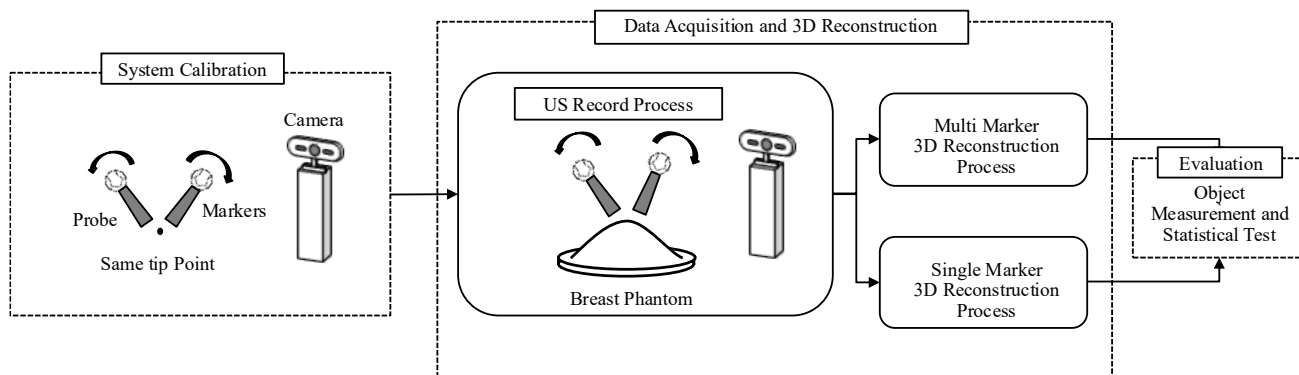 Data Acquisition and 3D Reconstruction
System Calibration
Camera
Probe
Markers
Same tip Point
US Record Process
Breast Phantom
Multi Marker
3D Reconstruction
Process
Single Marker
3D Reconstruction
Process
Evaluation
Object
Measurement and
Statistical Test